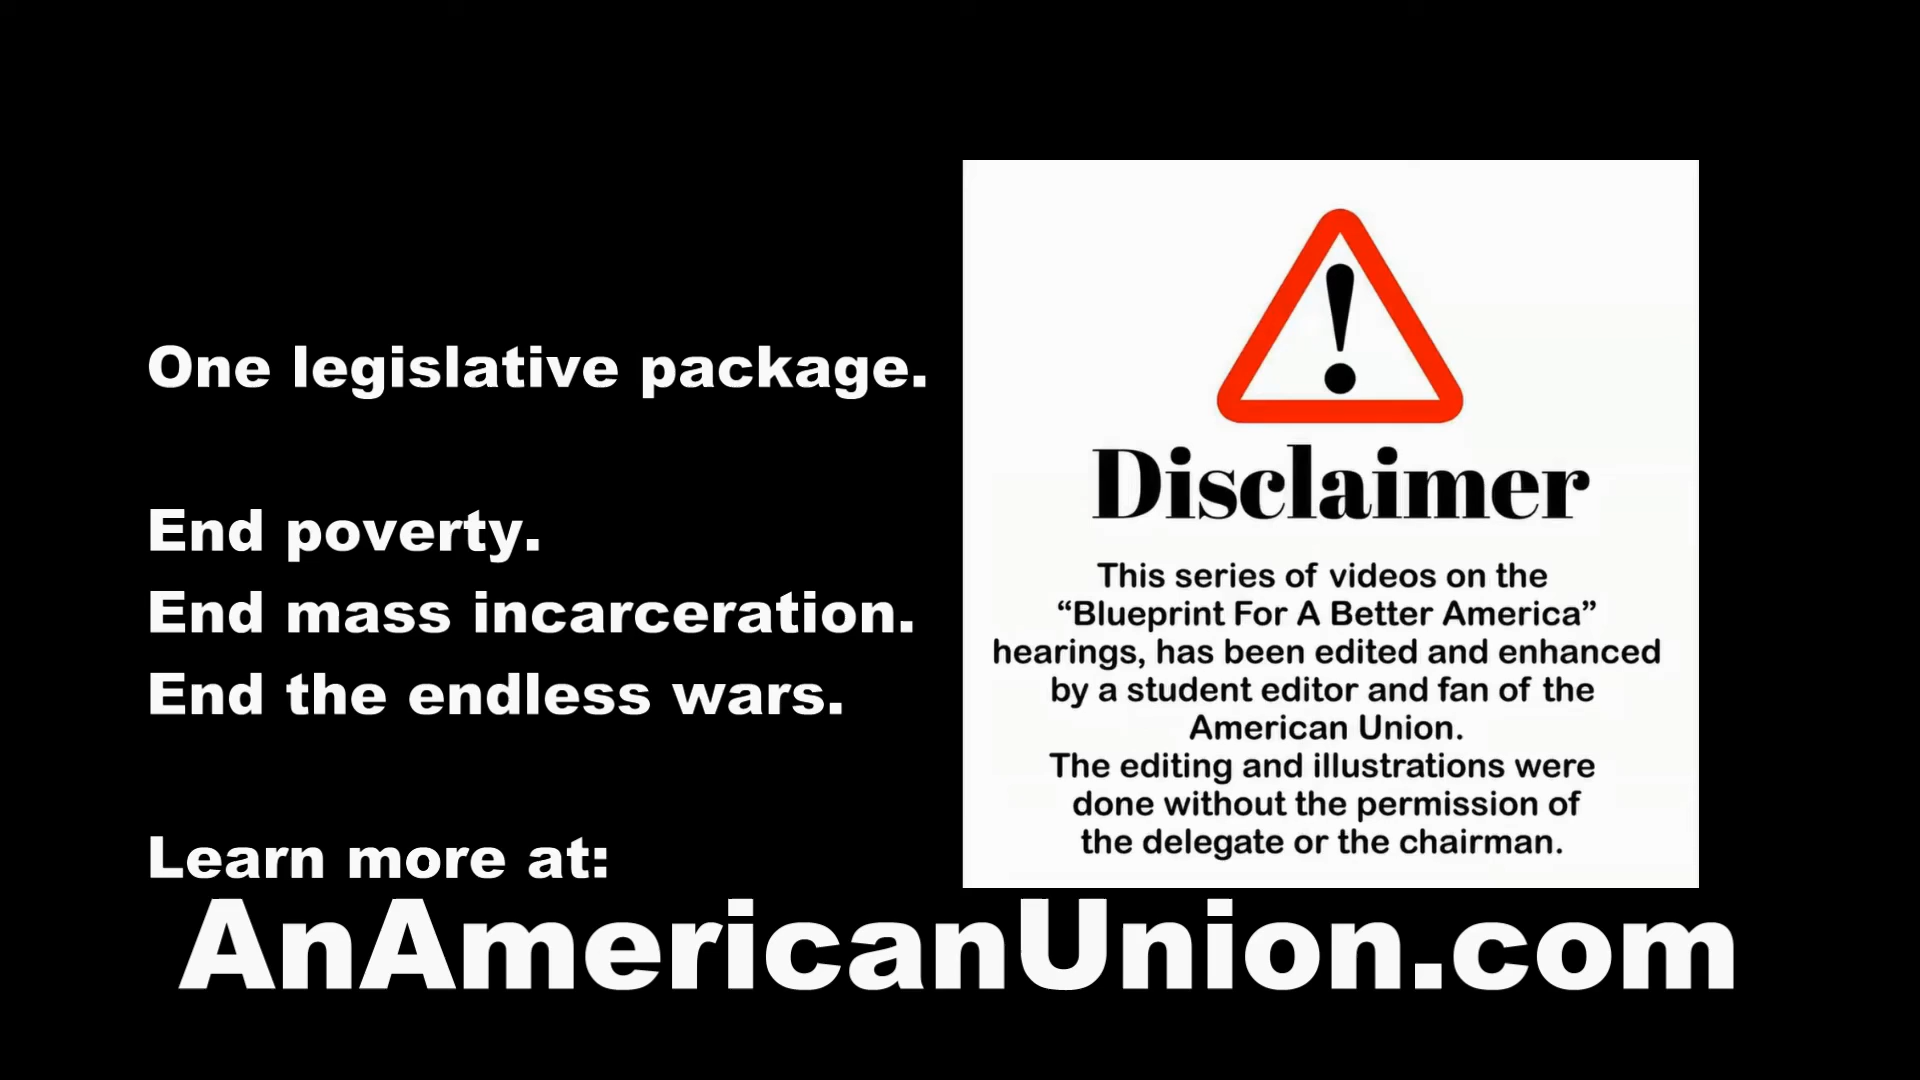 One legislative package.
End poverty.
End mass incarceration.
End the endless wars.
Learn more at:
AnAmericanUnion.com
Disclaimer
This series of videos on the
“Blueprint For A Better America”
hearings, has been edited and enhanced
by a student editor and fan of the
American Union.
The editing and illustrations were
done without the permission of
the delegate or the chairman.